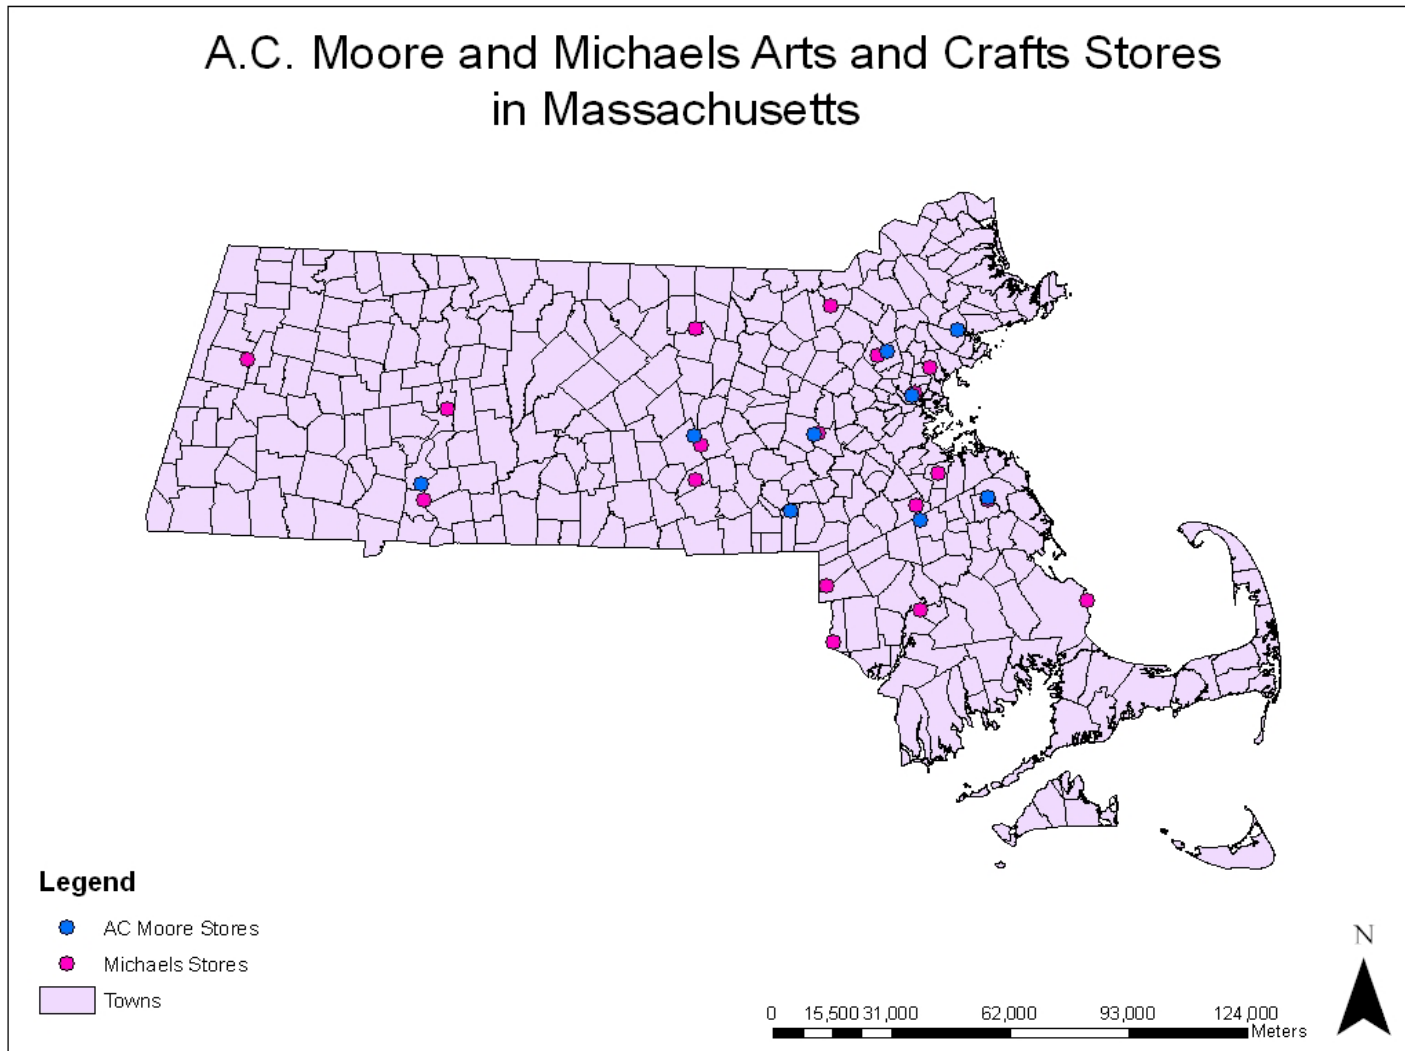 A.C. Moore and Michaels Arts and Crafts Stores
in Massachusetts
Legend
AC Moore Stores
Michaels Stores
Towns
N
0 15,500 31,000 62,000 93,000 124,000
Meters